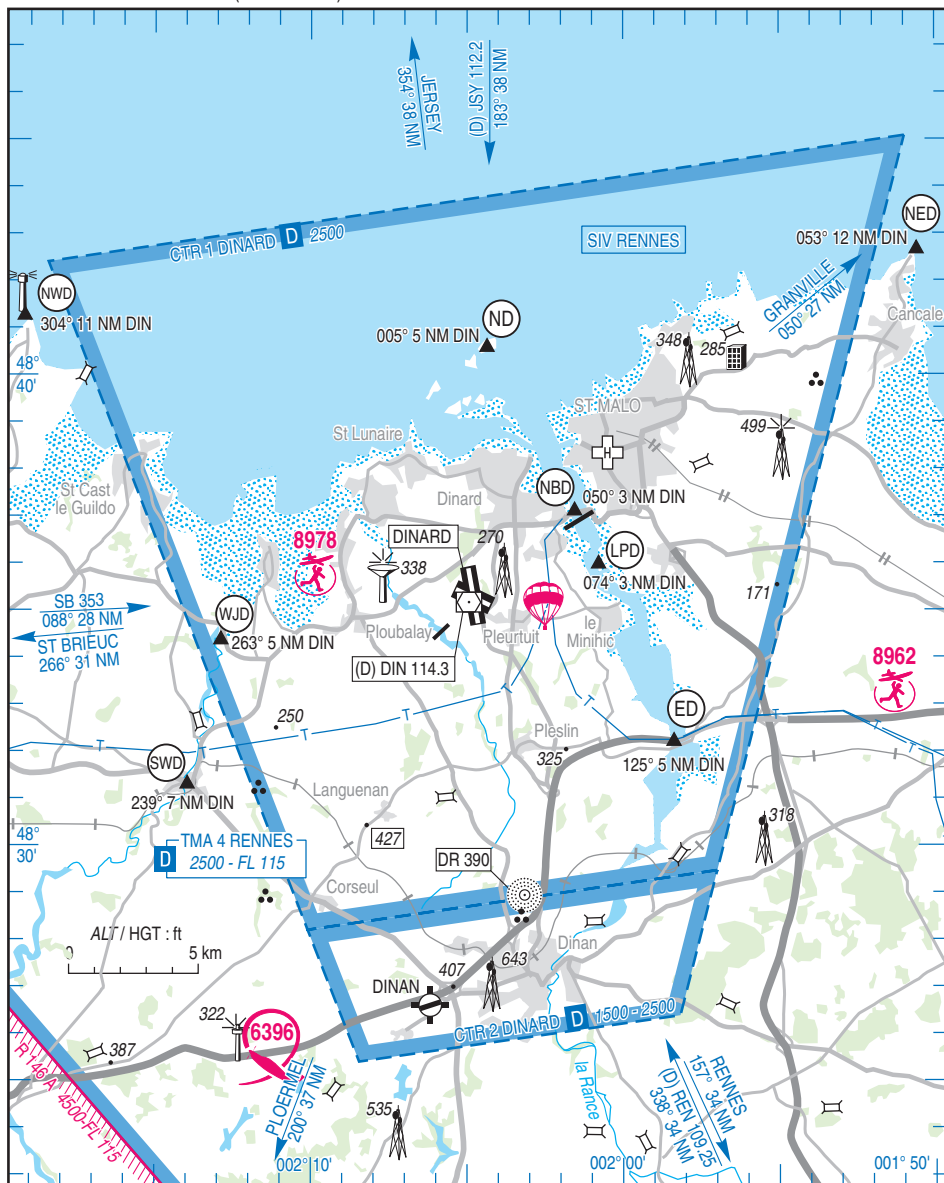 JERSEY
354° 38 NM
(D) JSY 112.2
183° 38 NM
CTR 1 DINARD D 2500
SIV RENNES
NED
053° 12 NM DIN
NWD
304° 11 NM DIN
ND
005° 5 NM DIN
GRANVILLE
050° 27 NM
Cancale
48°
40'
348
285
ST MALO
499
St Lunaire
H
St Cast
le Guildo
Dinard
NBD
050° 3 NM DIN
8978
DINARD
270
LPD
338
074° 3 NM DIN
171
SB 353
088° 28 NM
ST BRIEUC
266° 31 NM
WJD
263° 5 NM DIN
Ploubalay
Pleurtuit
le
Minihic
(D) DIN 114.3
8962
ED
250
T
T
T
T
T
T
T
Pleslin
325
125° 5 NM DIN
SWD
239° 7 NM DIN
Languenan
48°
30'
TMA 4 RENNES
D 2500 - FL 115
427
318
DR 390
Corseul
ALT / HGT : ft
0 5 km
Dinan
643
407
DINAN
CTR 2 DINARD D 1500 - 2500
322
6396
387
R 146 A 4500-FL 115
PLOERMEL
200° 37 NM
535
la Rance
RENNES
157° 34 NM
(D) REN 109.25
338° 34 NM
002° 10'
002° 00'
001° 50'